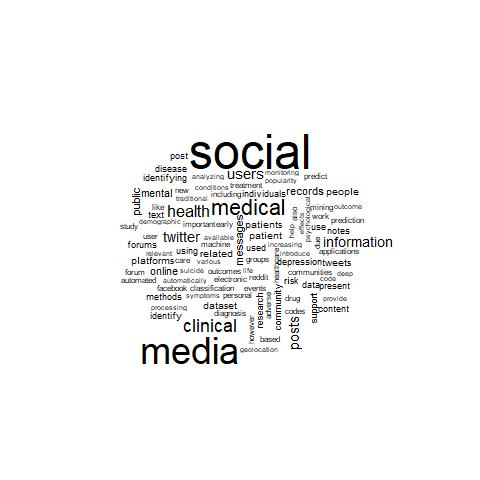 social
post
disease
analyzing
users
monitoring
popularity
predict
identifying
conditions
treatment
public
mental
new
including
individuals
records
people
traditional
like
text
health
medical
demographic
important
early
patients
help
also
effects
psychological
mining
outcome
work
prediction
study
user
twitter
available
messages
patient
use
notes
forums
machine
used
increasing
due
information
relevant
using
related
introduce
applications
platforms
care
various
groups
healthcare
depression
tweets
forum
online
suicide
outcomes
life
communities
deep
automated
automatically
electronic
reddit
risk
data
code
present
facebook
classification
events
methods
symptoms
personal
research
adverse
community
drug
support
provide
processing
dataset
codes
content
identify
diagnosis
clinical
however
based
posts
media
geolocation